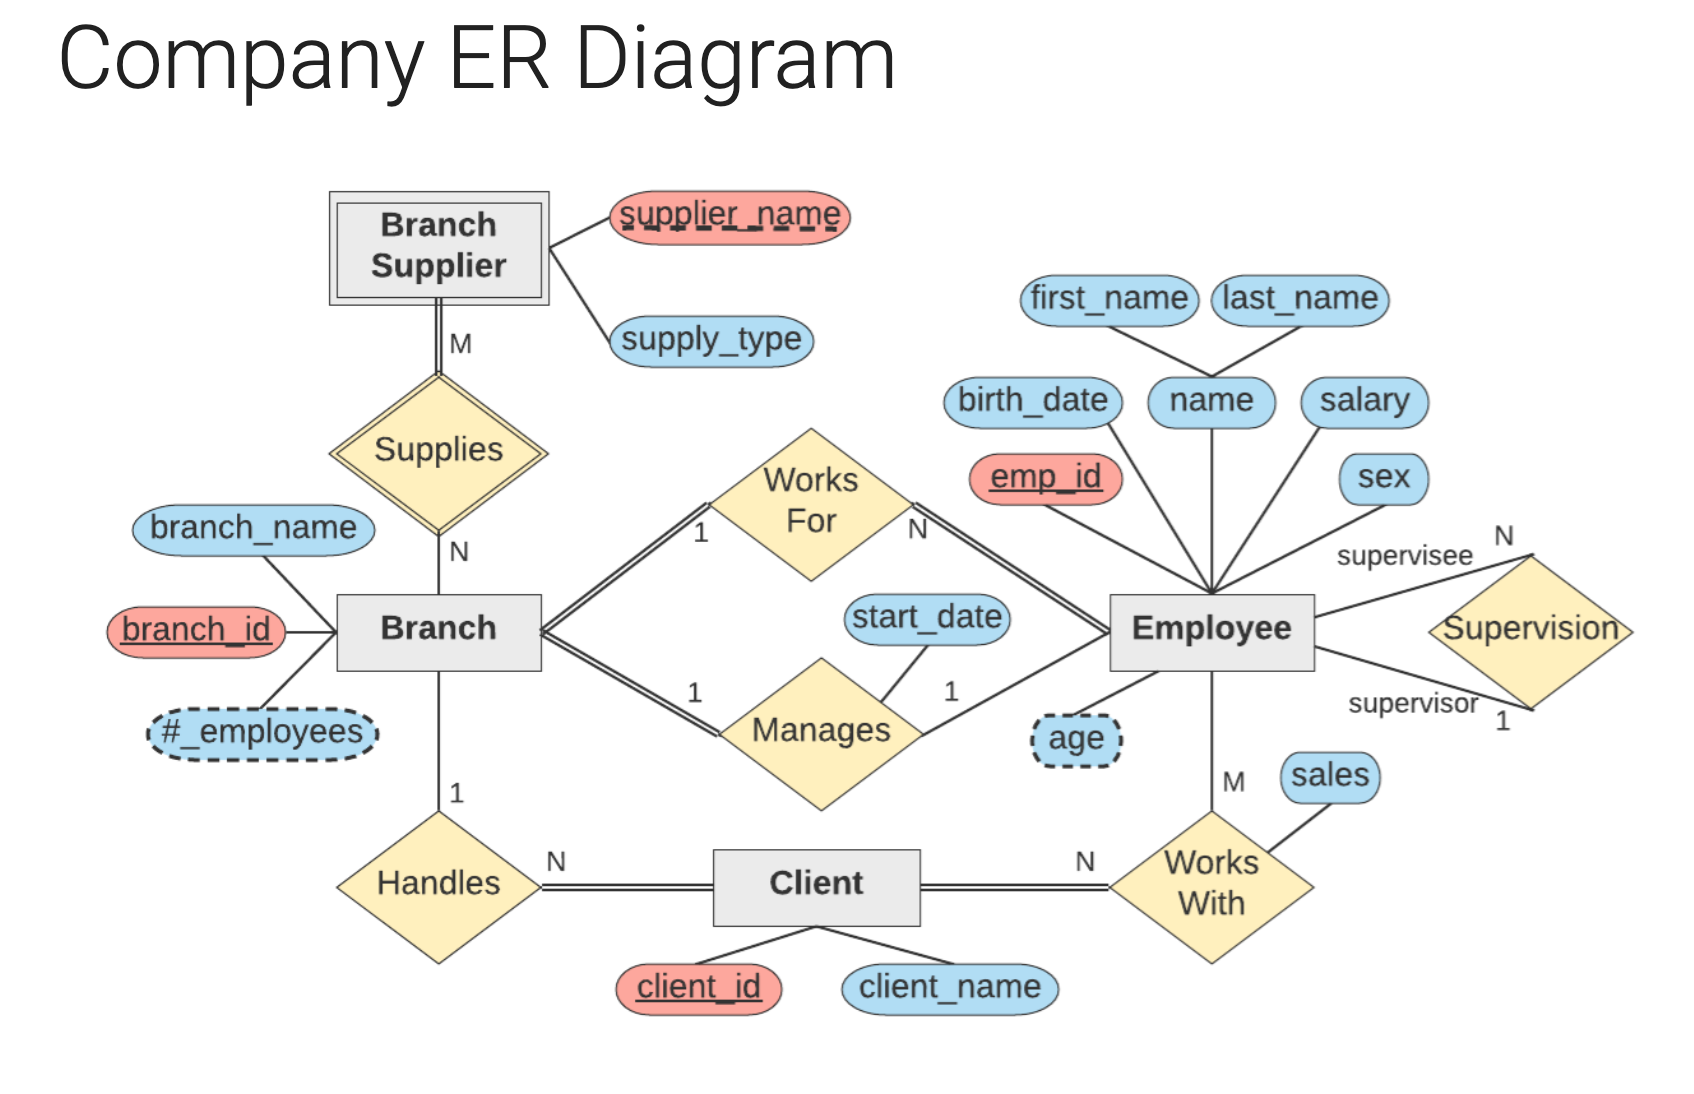 Company ER Diagram
Branch
Supplier
supplier_name
supply_type
M
Supplies
N
first_name
last_name
birth_date
name
salary
emp_id
sex
Works
For
1
N
branch_name
branch_id
#_employees
Branch
start_date
1
Manages
1
Employee
age
supervisee
N
Supervision
supervisor
1
sales
M
1
Handles
N
Client
N
Works
With
client_id
client_name